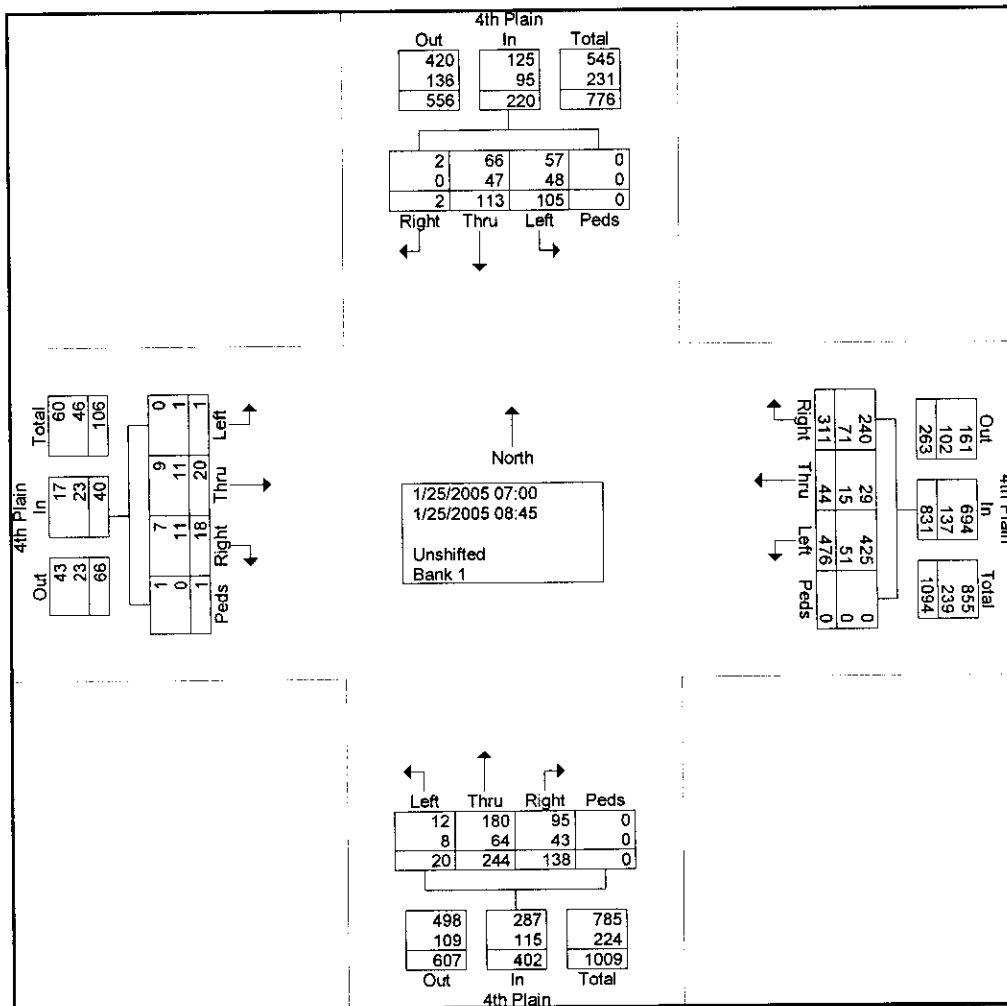 4th Plain
Out In Total
420 125 545
136 95 231
556 220 776
2 66 57 0
0 47 48 0
2 113 105 0
Right Thru Left Peds
4th Plain
Total In Out
60 17 43
46 23 23
106 40 66
0 9 7 1
1 11 11 0
1 20 18 1
Left Thru Right Peds
North
1/25/2005 07:00
1/25/2005 08:45
Unshifted
Bank 1
4th Plain
Out In Total
161 694 855
102 137 239
263 831 1094
240 29 425 0
71 15 51 0
311 44 476 0
Right Thru Left Peds
Left Thru Right Peds
12 180 95 0
8 64 43 0
20 244 138 0
498 287 785
109 115 224
607 402 1009
Out In Total
4th Plain